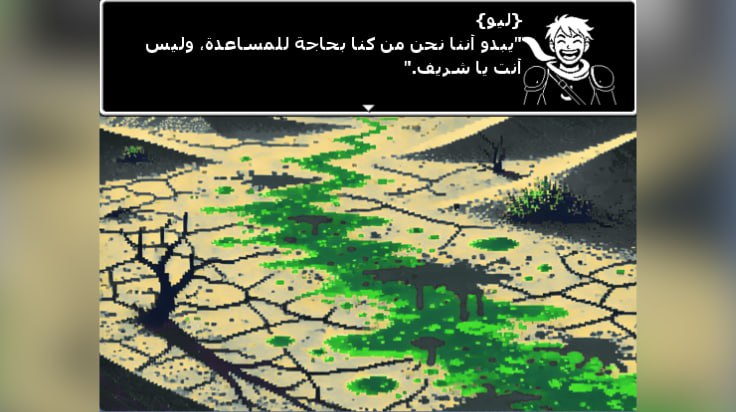 {ليو}
"يبدو أننا نحن من كنا بحاجة للمساعدة، وليس
أنت يا شريف."